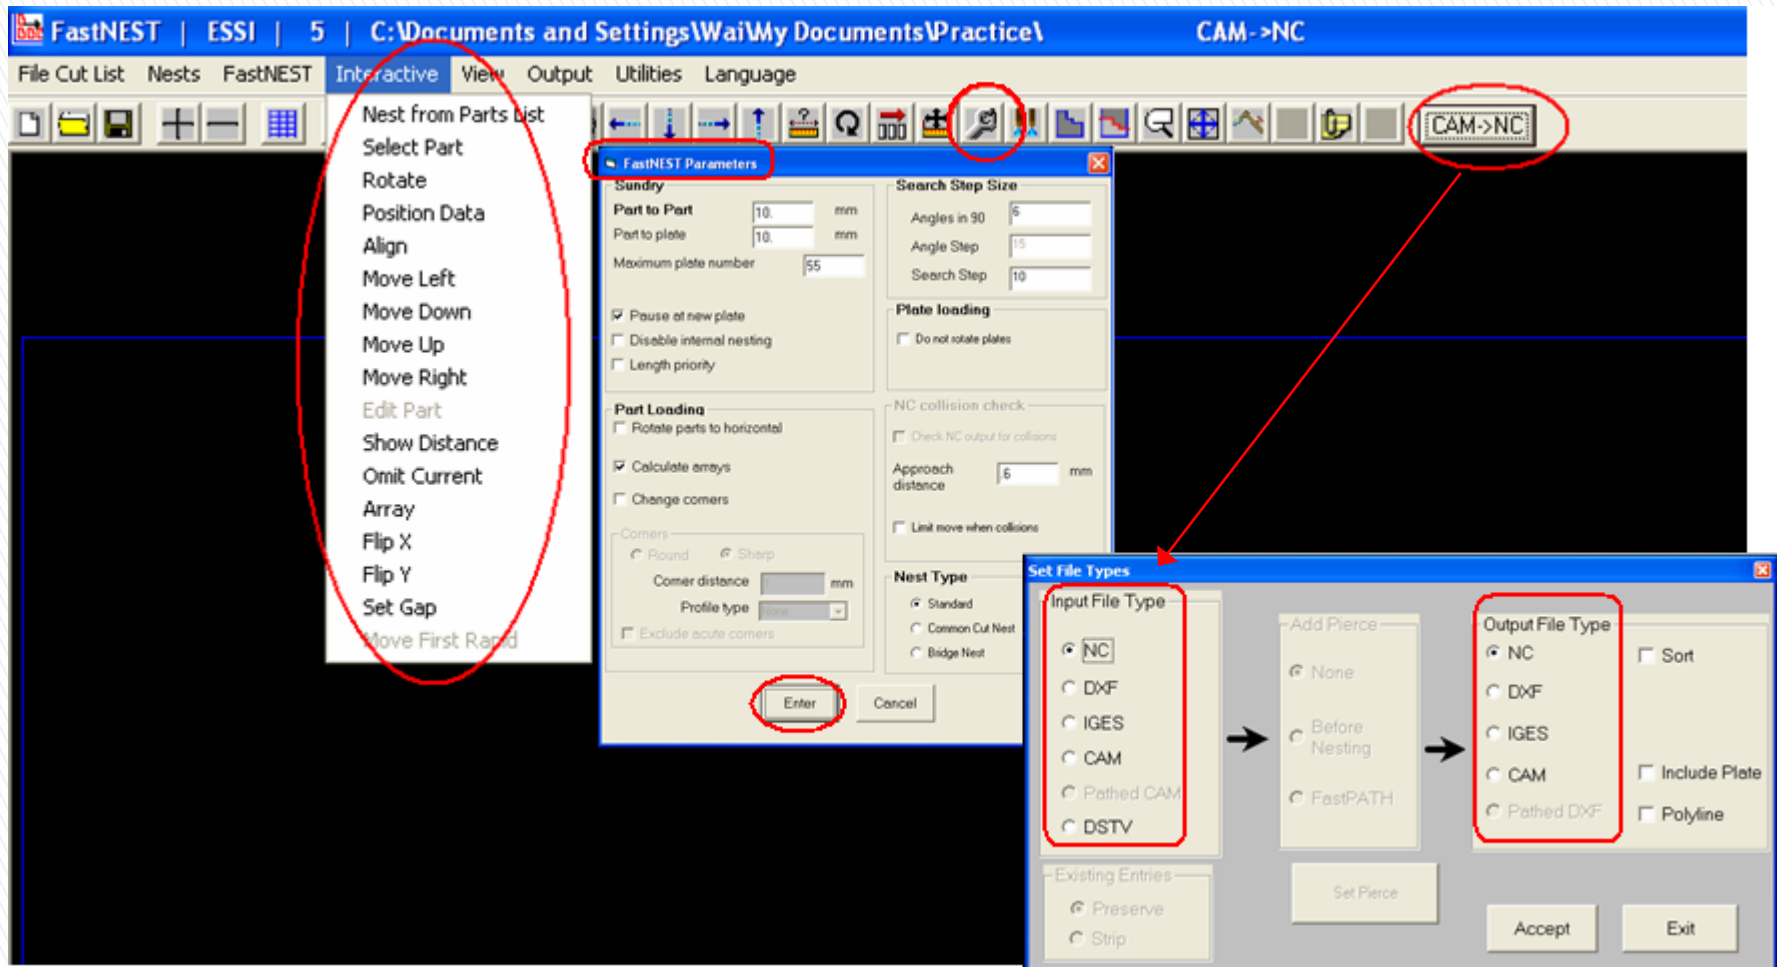 FastNEST | ESSI | 5 | C:\Documents and Settings\Wai\My Documents\Practice\ CAM->NC
File Cut List Nests FastNEST Interactive View Output Utilities Language
CAM->NC
Nest from Parts List
Select Part
Rotate
Position Data
Align
Move Left
Move Down
Move Up
Move Right
Edit Part
Show Distance
Omit Current
Array
Flip X
Flip Y
Set Gap
Move First Rapid
FastNEST Parameters
Sundry
Part to Part 10. mm
Part to plate 10. mm
Maximum plate number 55
Pause at new plate
Disable internal nesting
Length priority
Part Loading
Rotate parts to horizontal
Calculate arrays
Change corners
Corners
Round Sharp
Corner distance mm
Profile type None
Exclude acute corners
Search Step Size
Angles in 90 6
Angle Step 15
Search Step 10
Plate loading
Do not rotate plates
NC collision check
Check NC output for collisions
Approach distance .6 mm
Limit move when collisions
Nest Type
Standard
Common Cut Nest
Bridge Nest
Enter Cancel
Set File Types
Input File Type
NC
DXF
IGES
CAM
Pathed CAM
DSTV
Existing Entries
Preserve
Strip
Add Pierce
None
Before
Nesting
FastPATH
Set Pierce
Output File Type
NC Sort
DXF
IGES
CAM Include Plate
Pathed DXF Polyline
Accept Exit